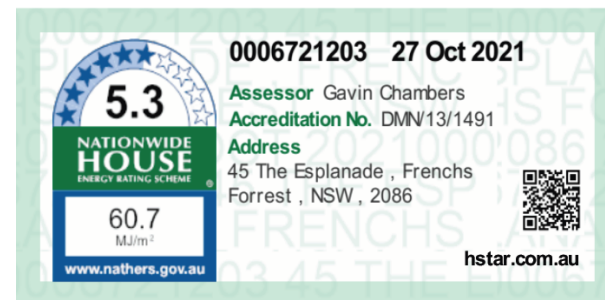 0006721203 27 Oct 2021
5.3
Assessor Gavin Chambers
Accreditation No. DMN/13/1491
NATIONWIDE
HOUSE
ENERGY RATING SCHEME ®
Address
45 The Esplanade , Frenchs
Forrest , NSW , 2086
60.7
MJ/m²
www.nathers.gov.au
hstar.com.au